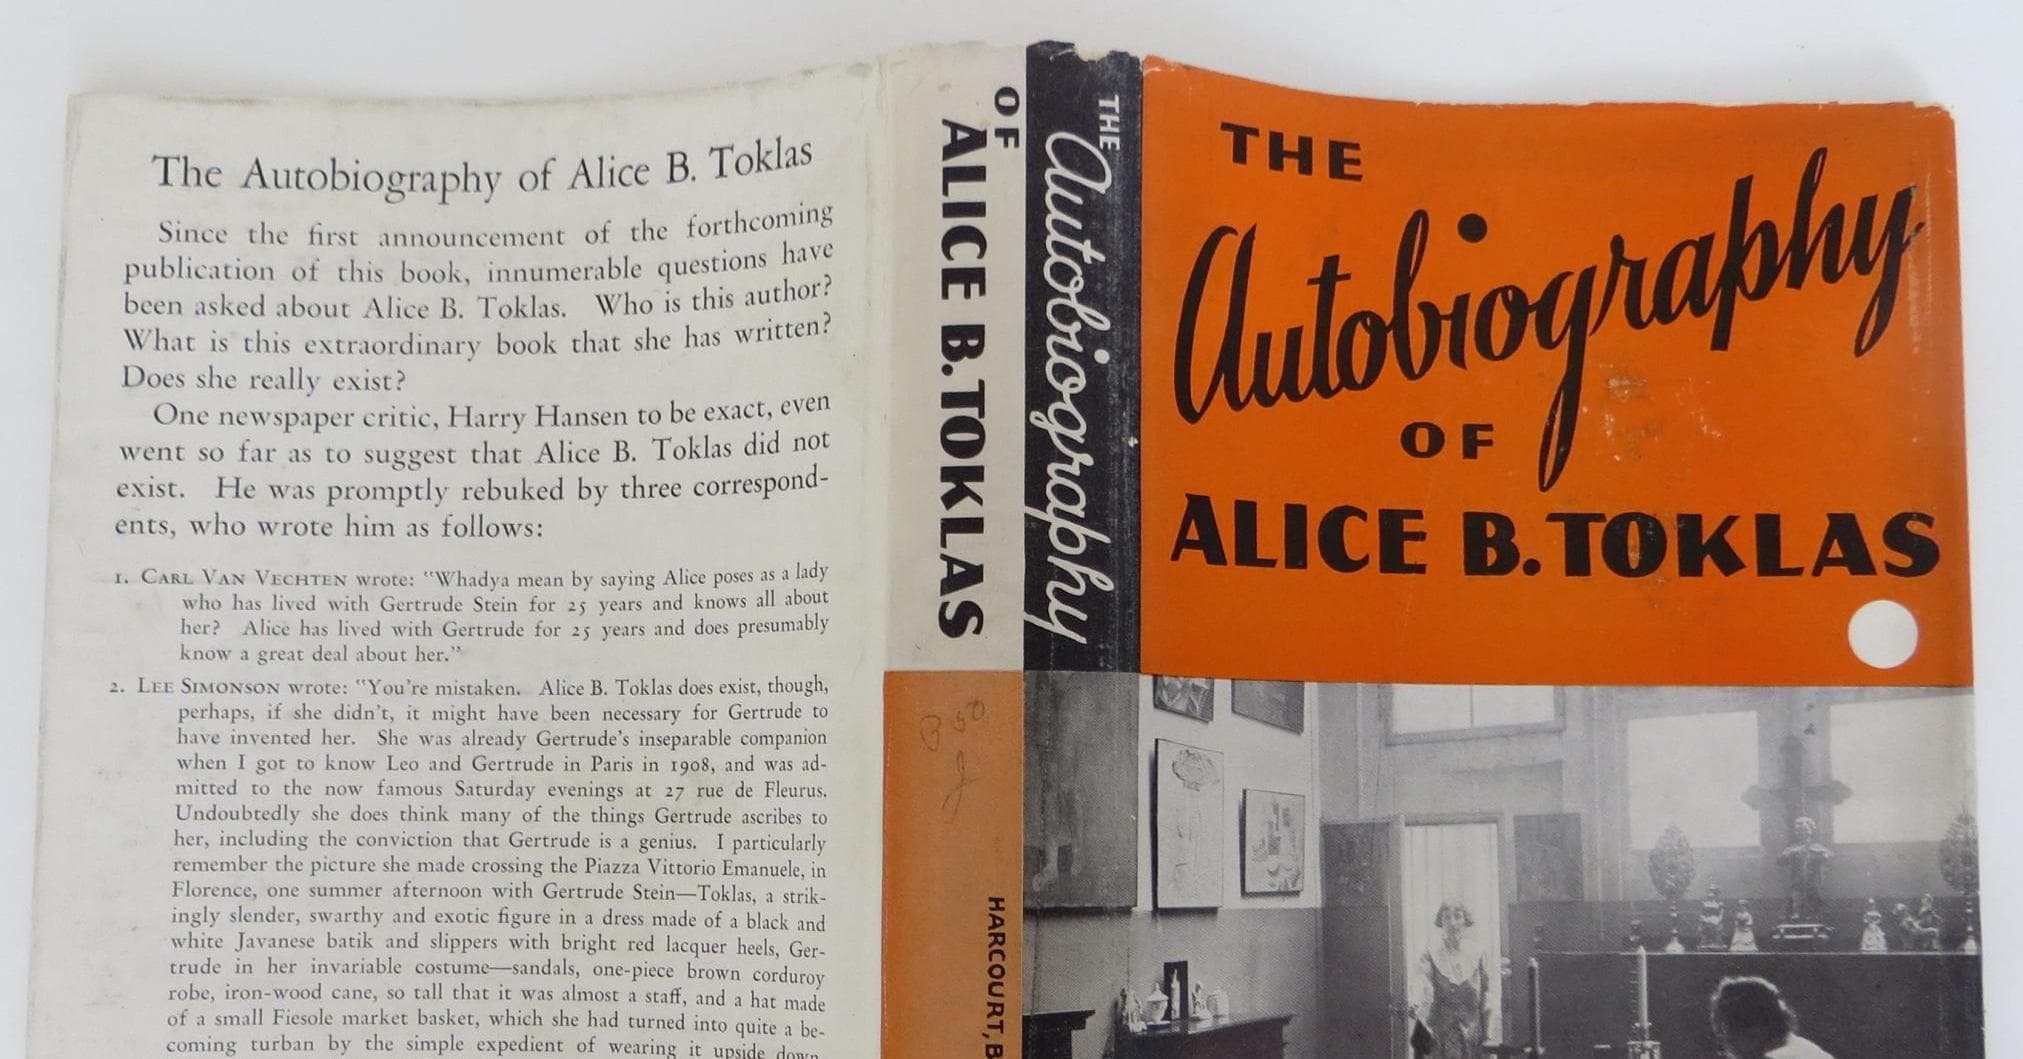 The Autobiography of Alice B. Toklas
Since the first announcement of the forthcoming
publication of this book, innumerable questions have
been asked about Alice B. Toklas. Who is this author?
What is this extraordinary book that she has written?
Does she really exist?
One newspaper critic, Harry Hansen to be exact, even
went so far as to suggest that Alice B. Toklas did not
exist. He was promptly rebuked by three correspond-
ents, who wrote him as follows:
1. CARL VAN VECHTEN wrote: "Whadya mean by saying Alice poses as a lady
who has lived with Gertrude Stein for 25 years and knows all about
her? Alice has lived with Gertrude for 25 years and does presumably
know a great deal about her."
2. LEE SIMONSON wrote: "You're mistaken. Alice B. Toklas does exist, though,
perhaps, if she didn't, it might have been necessary for Gertrude to
have invented her. She was already Gertrude's inseparable companion
when I got to know Leo and Gertrude in Paris in 1908, and was ad-
mitted to the now famous Saturday evenings at 27 rue de Fleurus.
Undoubtedly she does think many of the things Gertrude ascribes to
her, including the conviction that Gertrude is a genius. I particularly
remember the picture she made crossing the Piazza Vittorio Emanuele, in
Florence, one summer afternoon with Gertrude Stein—Toklas, a strik-
ingly slender, swarthy and exotic figure in a dress made of a black and
white Javanese batik and slippers with bright red lacquer heels, Ger-
trude in her invariable costume—sandals, one-piece brown corduroy
robe, iron-wood cane, so tall that it was almost a staff, and a hat made
of a small Fiesole market basket, which she had turned into quite a be-
coming turban by the simple expedient of wearing it upside down,
THE
Autobiography
OF
ALICE B. TOKLAS
HARCOURT, B
THE
Autobiography
OF
ALICE B. TOKLAS